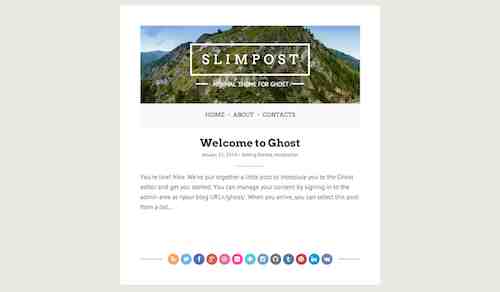 SLIMPOST
MINIMAL THEME FOR GHOST
HOME • ABOUT • CONTACTS
Welcome to Ghost
January 21, 2014 • Getting Started, Introduction
You're live! Nice. We've put together a little post to introduce you to the Ghost
editor and get you started. You can manage your content by signing in to the
admin area at <your blog URL>/ghost/. When you arrive, you can select this post
from a list...